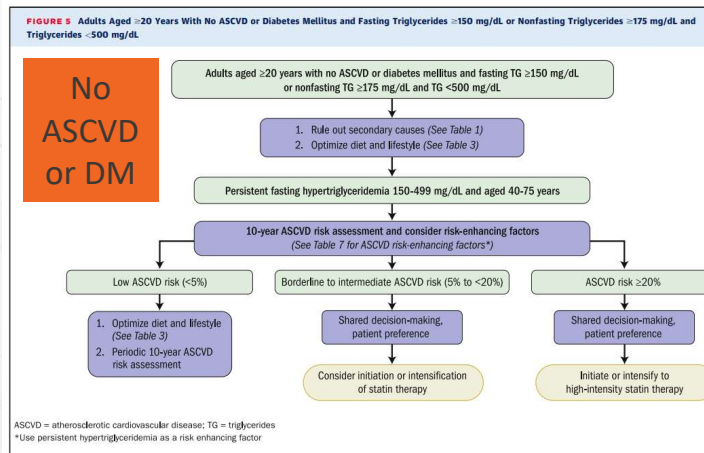 FIGURE 5 Adults Aged ≥20 Years With No ASCVD or Diabetes Mellitus and Fasting Triglycerides ≥150 mg/dL or Nonfasting Triglycerides ≥175 mg/dL and
Triglycerides <500 mg/dL
No
ASCVD
or DM
Adults aged ≥20 years with no ASCVD or diabetes mellitus and fasting TG ≥150 mg/dL
or nonfasting TG ≥175 mg/dL and TG <500 mg/dL
1. Rule out secondary causes (See Table 1)
2. Optimize diet and lifestyle (See Table 3)
Persistent fasting hypertriglyceridemia 150-499 mg/dL and aged 40-75 years
10-year ASCVD risk assessment and consider risk-enhancing factors
(See Table 7 for ASCVD risk-enhancing factors*)
Low ASCVD risk (<5%)
1. Optimize diet and lifestyle
(See Table 3)
2. Periodic 10-year ASCVD
risk assessment
Borderline to intermediate ASCVD risk (5% to <20%)
Shared decision-making,
patient preference
Consider initiation or intensification
of statin therapy
ASCVD risk ≥20%
Shared decision-making,
patient preference
Initiate or intensify to
high-intensity statin therapy
ASCVD = atherosclerotic cardiovascular disease; TG = triglycerides
*Use persistent hypertriglyceridemia as a risk enhancing factor